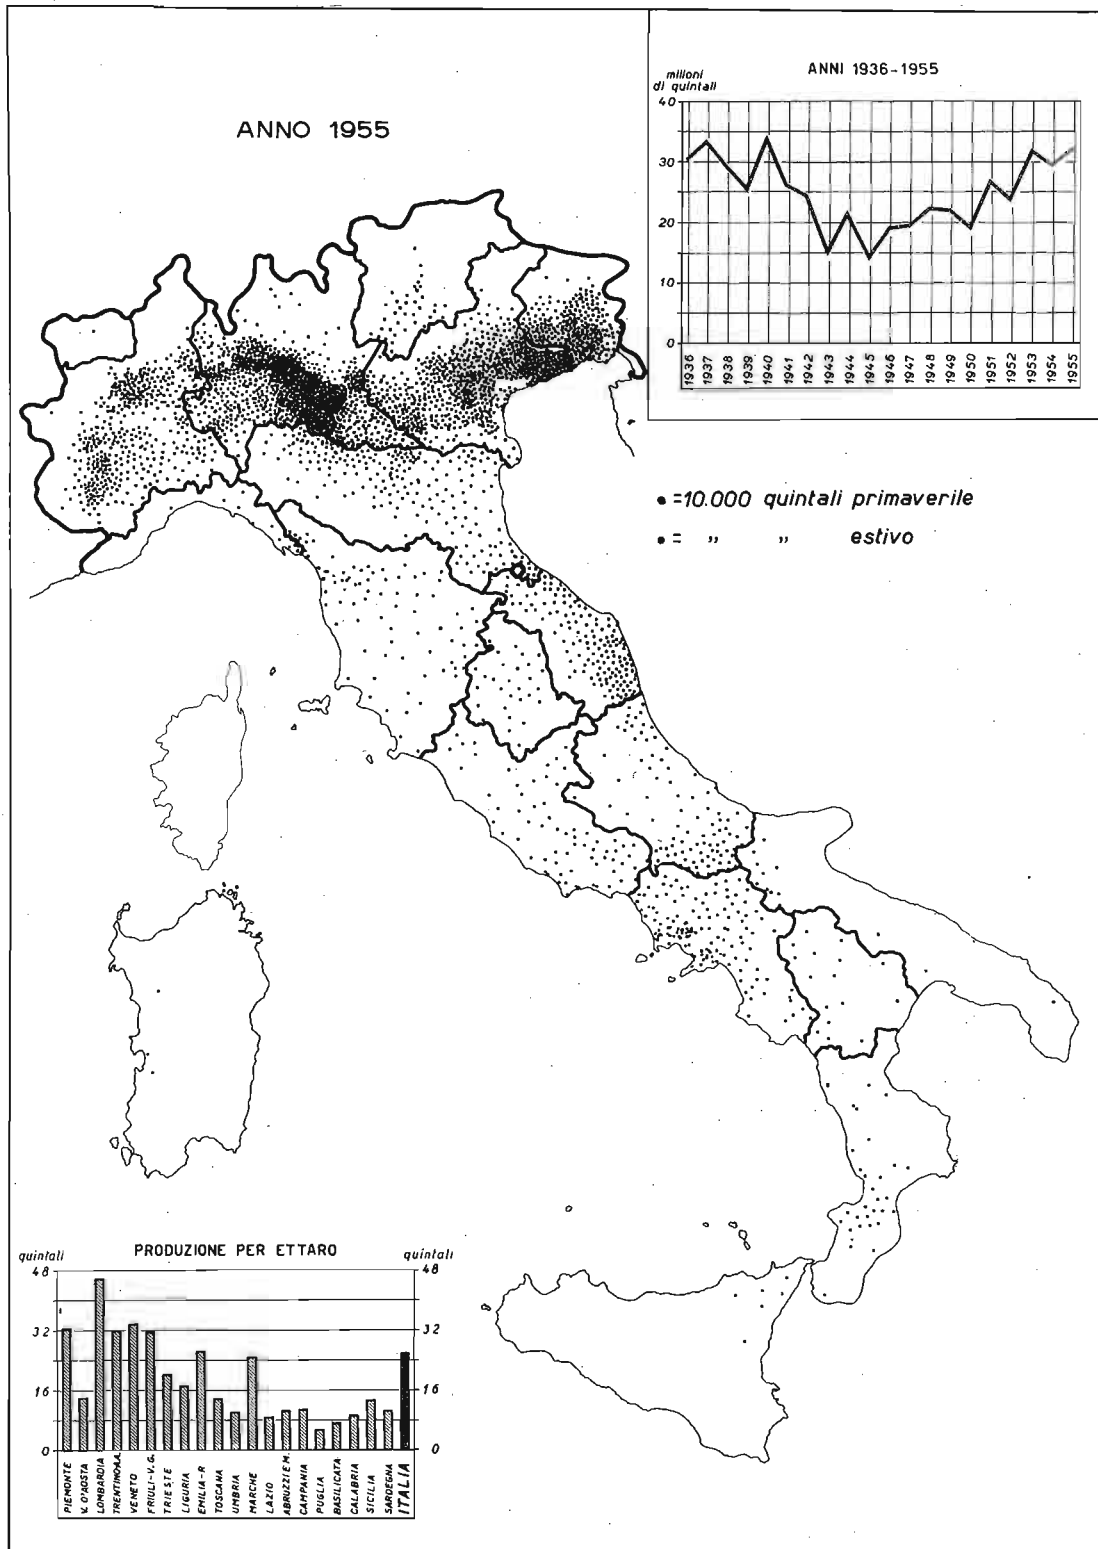 ANNO 1955
ANNI 1936-1955
milioni
di quintali
40
30
20
10
0
1936
1937
1938
1939
1940
1941
1942
1943
1944
1945
1946
1947
1948
1949
1950
1951
1952
1953
1954
1955
• =10.000 quintali primaverile
• = „ „ estivo
PRODUZIONE PER ETTARO
quintali
quintali
48
32
16
0
48
32
16
0
PIEMONTE
V. D'AOSTA
LOMBARDIA
TRENTINO A.A.
VENETO
FRIULI-V.G.
TRIESTE
LIGURIA
EMILIA-R
TOSCANA
UMBRIA
MARCHE
LAZIO
ABRUZZI E M.
CAMPANIA
PUGLIA
BASILICATA
CALABRIA
SICILIA
SARDEGNA
ITALIA